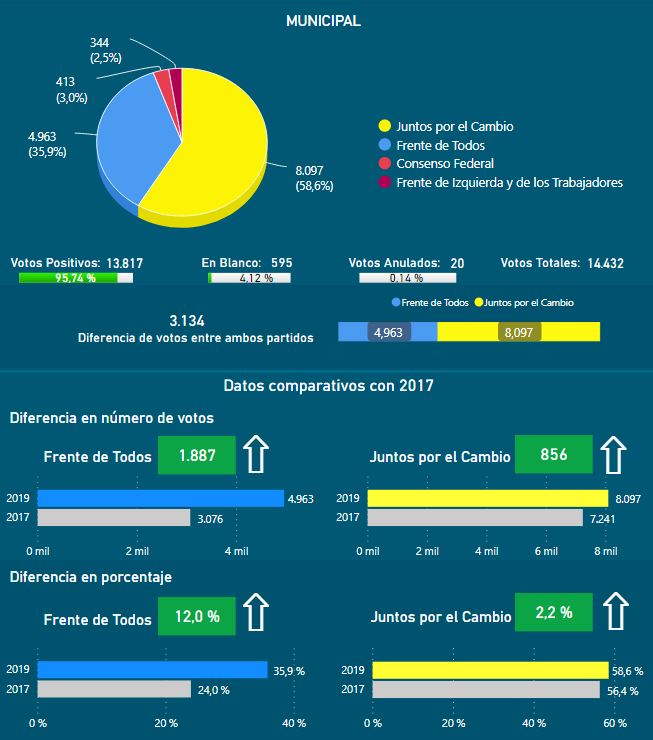 MUNICIPAL
344
(2,5%)
413
(3,0%)
4.963
(35,9%)
8.097
(58,6%)
Juntos por el Cambio
Frente de Todos
Consenso Federal
Frente de Izquierda y de los Trabajadores
Votos Positivos: 13.817
95,74 %
En Blanco: 595
4,12 %
Votos Anulados: 20
0,14 %
Votos Totales: 14.432
Frente de Todos Juntos por el Cambio
3.134
Diferencia de votos entre ambos partidos
4,963 8,097
Datos comparativos con 2017
Diferencia en número de votos
Frente de Todos 1.887
2019 4.963
2017 3.076
0 mil 2 mil 4 mil
Juntos por el Cambio 856
2019 8.097
2017 7.241
0 mil 2 mil 4 mil 6 mil 8 mil
Diferencia en porcentaje
Frente de Todos 12,0 %
2019 35,9 %
2017 24,0 %
0 % 20 % 40 %
Juntos por el Cambio 2,2 %
2019 58,6 %
2017 56,4 %
0 % 20 % 40 % 60 %